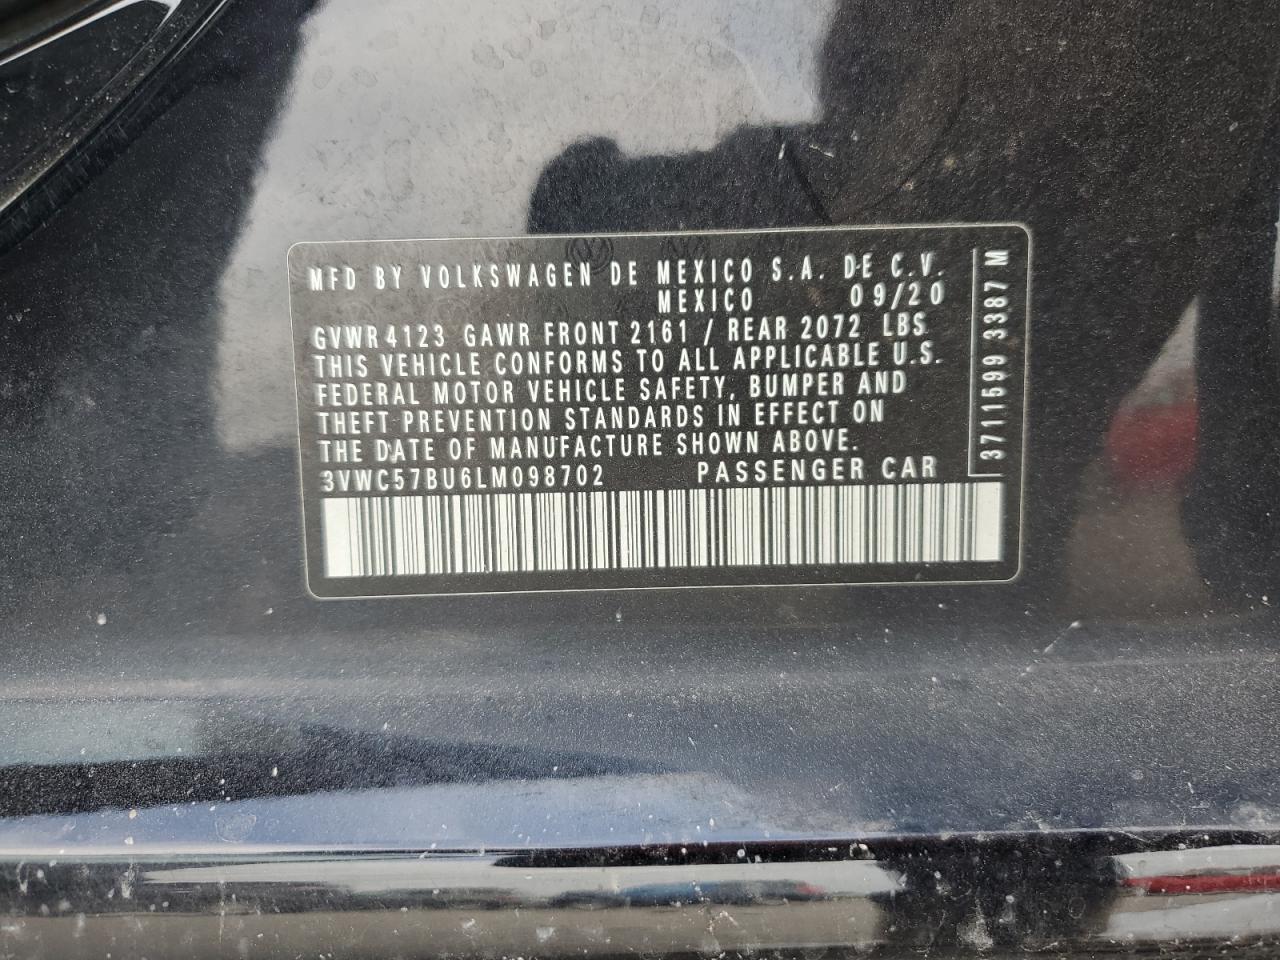 MFD BY VOLKSWAGEN DE MEXICO S.A. DE C.V.
MEXICO 09/20
GVWR 4123 GAWR FRONT 2161 / REAR 2072 LBS
THIS VEHICLE CONFORMS TO ALL APPLICABLE U.S.
FEDERAL MOTOR VEHICLE SAFETY, BUMPER AND
THEFT PREVENTION STANDARDS IN EFFECT ON
THE DATE OF MANUFACTURE SHOWN ABOVE.
3VWC57BU6LM098702 PASSENGER CAR
3711599 3387 M